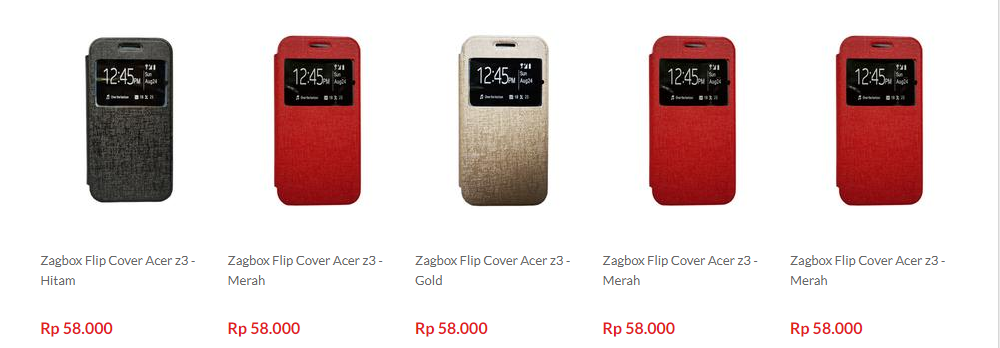 12:45PM
Sun
Aug24
12:45PM
Sun
Aug24
12:45PM
Sun
Aug24
12:45PM
Sun
Aug24
12:45PM
Sun
Aug24
Zagbox Flip Cover Acer z3 -
Hitam
Rp 58.000
Zagbox Flip Cover Acer z3 -
Merah
Rp 58.000
Zagbox Flip Cover Acer z3 -
Gold
Rp 58.000
Zagbox Flip Cover Acer z3 -
Merah
Rp 58.000
Zagbox Flip Cover Acer z3 -
Merah
Rp 58.000